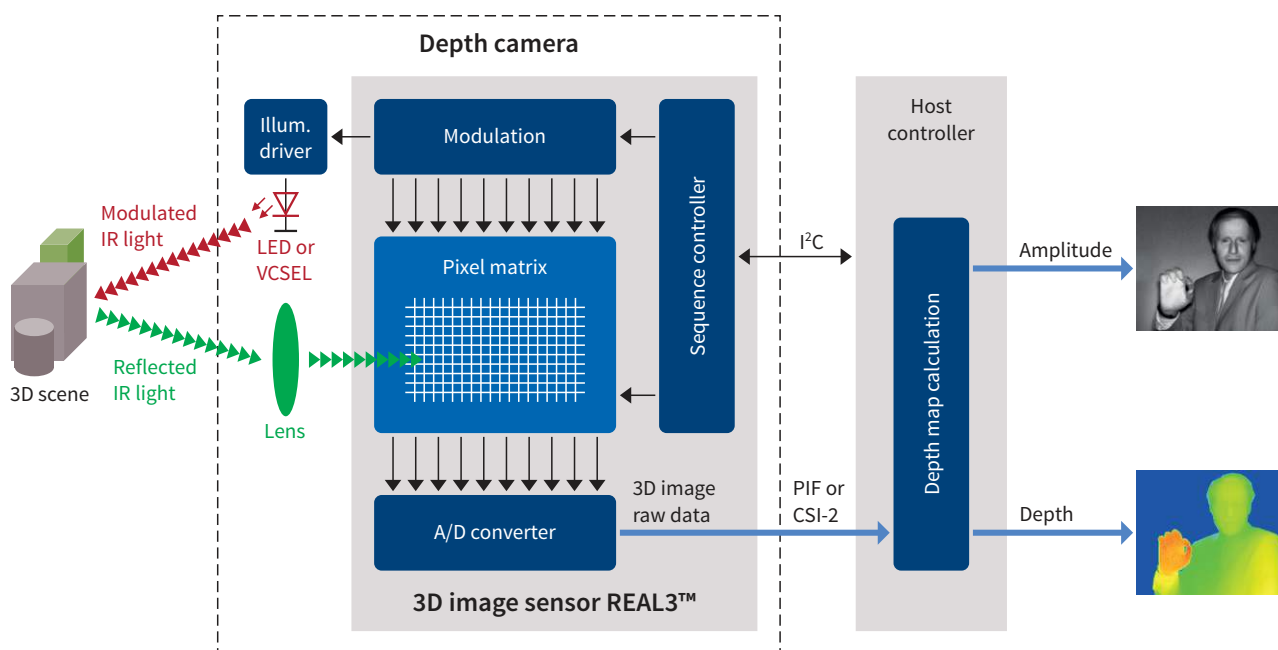 Depth camera
Illum.
driver
Modulation
Sequence controller
Host
controller
Modulated
IR light
LED or
VCSEL
Pixel matrix
I²C
Amplitude
Depth map calculation
3D scene
Reflected
IR light
Lens
A/D converter
3D image
raw data
PIF or
CSI-2
Depth
3D image sensor REAL3™